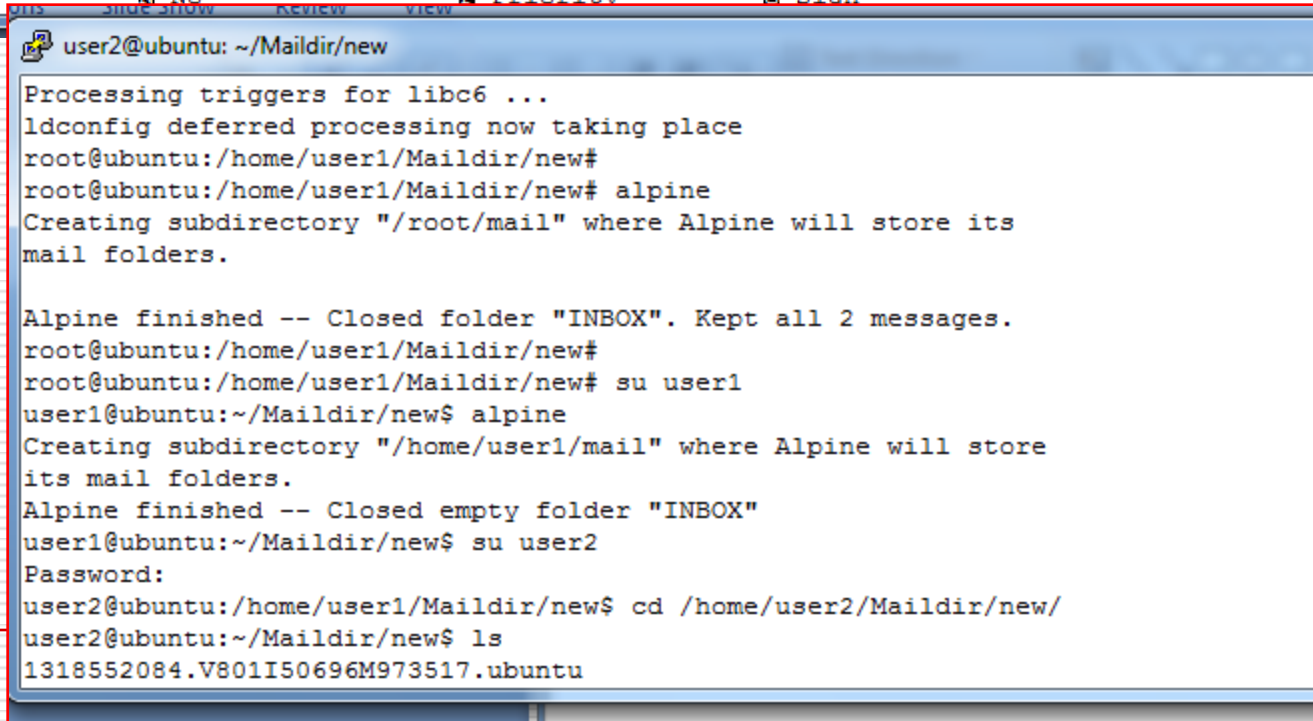 Slide Show Review View
user2@ubuntu: ~/Maildir/new
Processing triggers for libc6 ...
ldconfig deferred processing now taking place
root@ubuntu:/home/user1/Maildir/new#
root@ubuntu:/home/user1/Maildir/new# alpine
Creating subdirectory "/root/mail" where Alpine will store its
mail folders.
Alpine finished -- Closed folder "INBOX". Kept all 2 messages.
root@ubuntu:/home/user1/Maildir/new#
root@ubuntu:/home/user1/Maildir/new# su user1
user1@ubuntu:~/Maildir/new$ alpine
Creating subdirectory "/home/user1/mail" where Alpine will store
its mail folders.
Alpine finished -- Closed empty folder "INBOX"
user1@ubuntu:~/Maildir/new$ su user2
Password:
user2@ubuntu:/home/user1/Maildir/new$ cd /home/user2/Maildir/new/
user2@ubuntu:~/Maildir/new$ ls
1318552084.V801I50696M973517.ubuntu